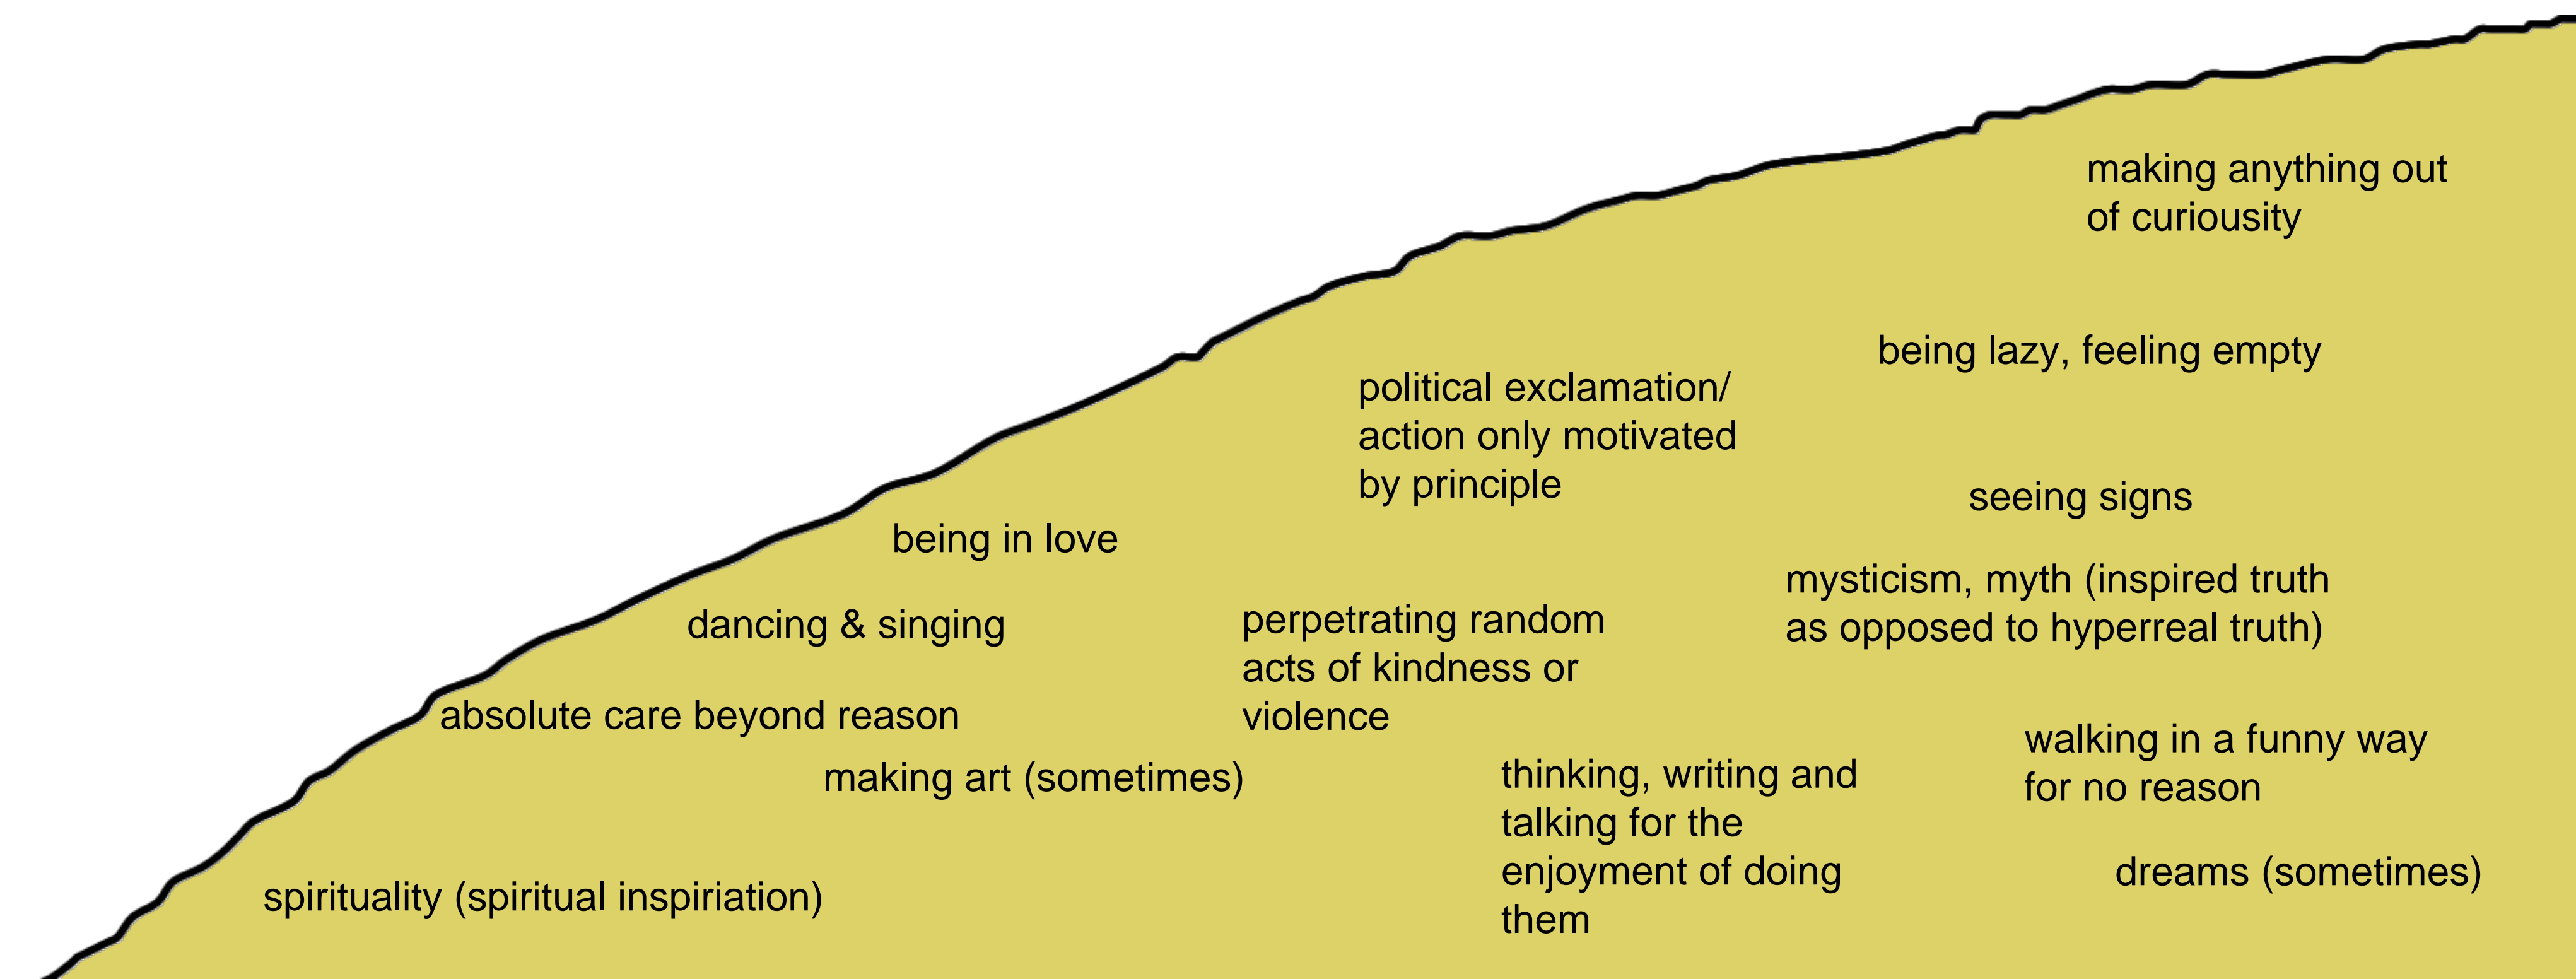 making anything out
of curiousity
being lazy, feeling empty
political exclamation/
action only motivated
by principle
seeing signs
being in love
mysticism, myth (inspired truth
as opposed to hyperreal truth)
dancing & singing
perpetrating random
acts of kindness or
violence
absolute care beyond reason
walking in a funny way
for no reason
making art (sometimes)
thinking, writing and
talking for the
enjoyment of doing
them
dreams (sometimes)
spirituality (spiritual inspiriation)